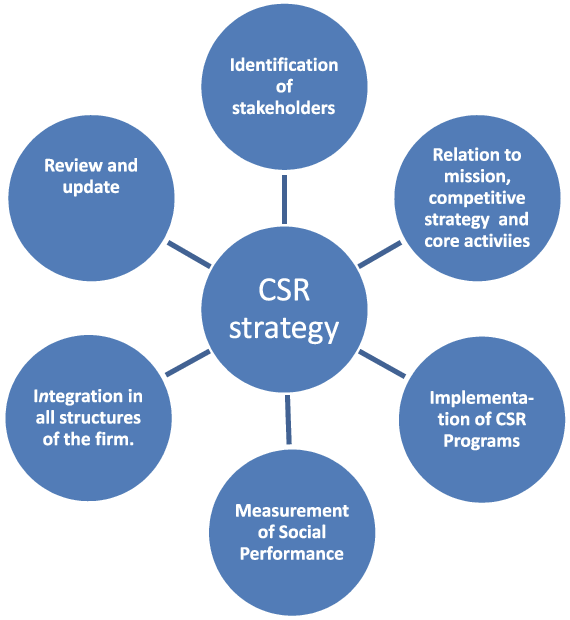 Identification
of
stakeholders
Relation to
mission,
competitive
strategy and
core activiies
Implementa-
tion of CSR
Programs
Measurement
of Social
Performance
Integration in
all structures
of the firm.
Review and
update
CSR
strategy